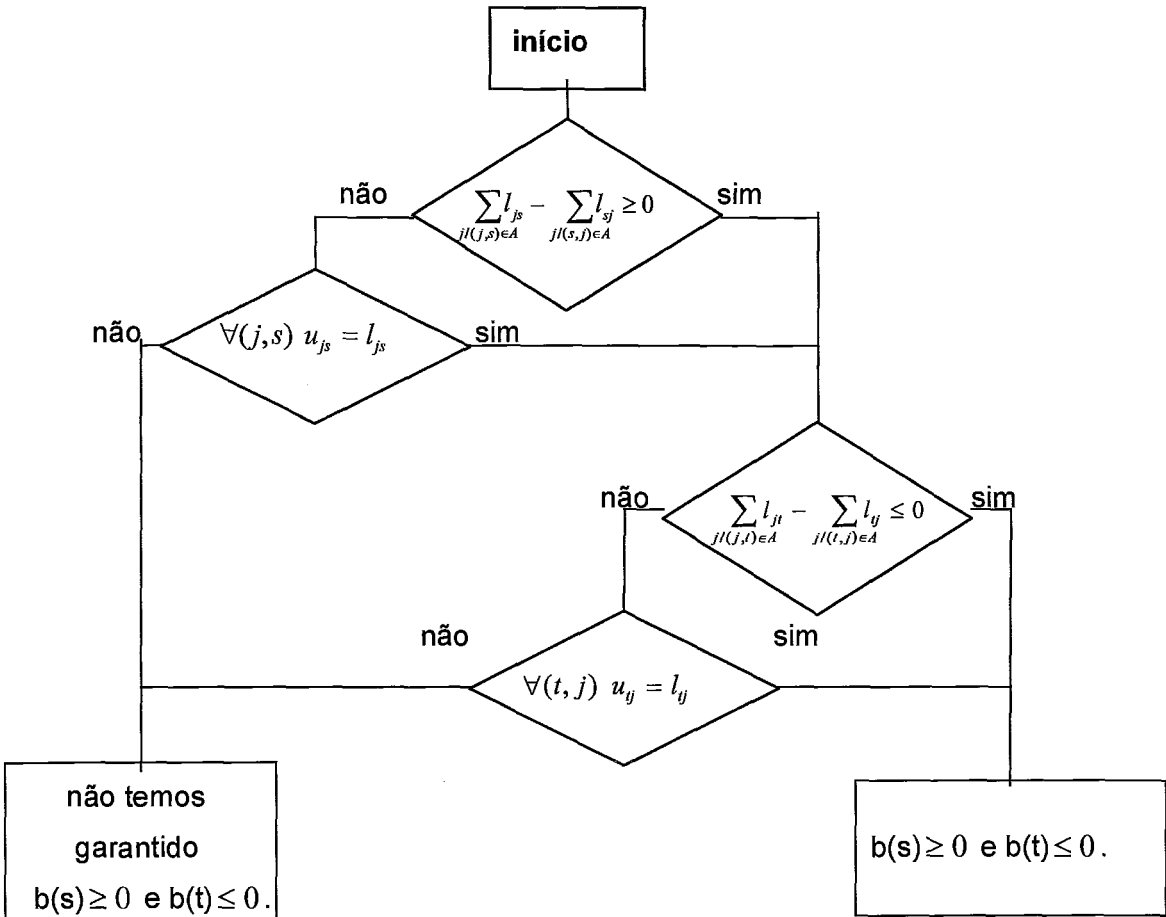 início
não
sim
∑ l_{js} − ∑ l_{sj} ≥ 0
j/(j,s)∈A j/(s,j)∈A
não
∀(j,s) u_{js} = l_{js}
sim
não
∑ l_{jt} − ∑ l_{tj} ≤ 0
j/(j,t)∈A j/(t,j)∈A
sim
não
∀(t,j) u_{tj} = l_{tj}
sim
não temos
garantido
b(s)≥0 e b(t)≤0.
b(s)≥0 e b(t)≤0.